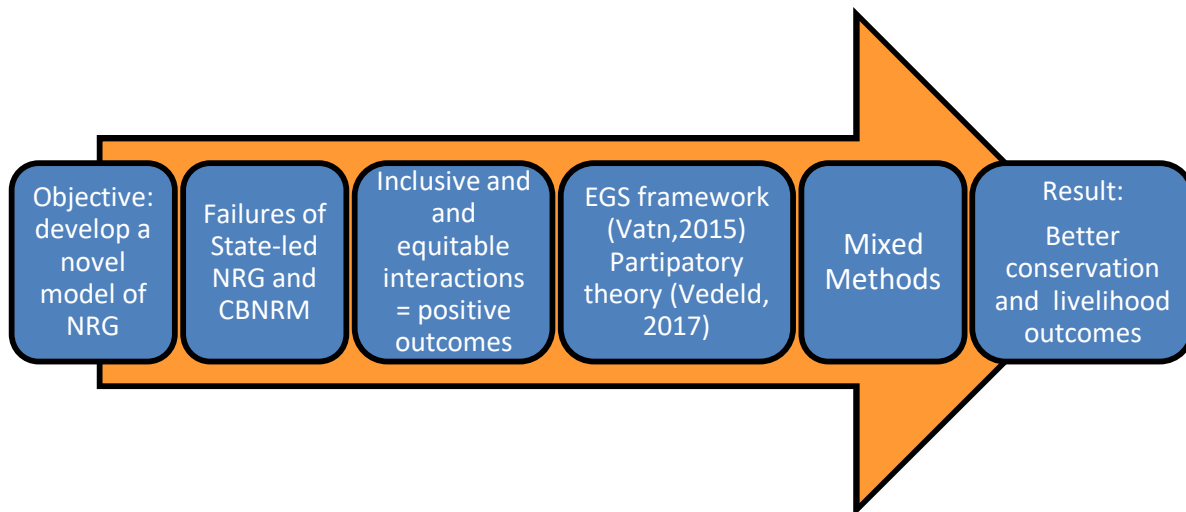 Objective:
develop a
novel
model of
NRG
Failures of
State-led
NRG and
CBNRM
Inclusive and
and
equitable
interactions
= positive
outcomes
EGS framework
(Vatn,2015)
Partipatory
theory (Vedeld,
2017)
Mixed
Methods
Result:
Better
conservation
and livelihood
outcomes